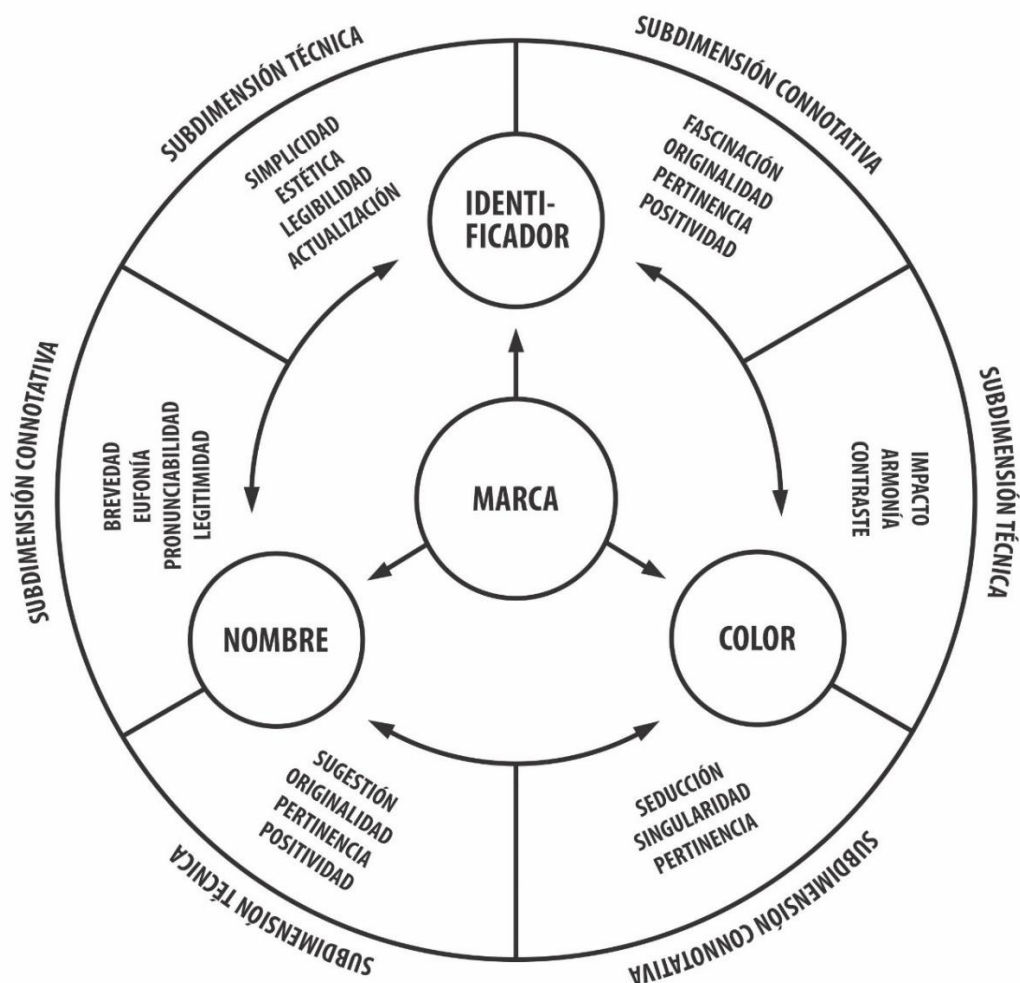 SUBDIMENSIÓN TÉCNICA
SUBDIMENSIÓN CONNOTATIVA
SIMPLICIDAD
ESTÉTICA
LEGIBILIDAD
ACTUALIZACIÓN
IDENTI-
FICADOR
FASCINACIÓN
ORIGINALIDAD
PERTINENCIA
POSITIVIDAD
SUBDIMENSIÓN CONNOTATIVA
BREVEDAD
EUFONÍA
PRONUNCIABILIDAD
LEGITIMIDAD
MARCA
IMPACTO
ARMONÍA
CONTRASTE
SUBDIMENSIÓN TÉCNICA
NOMBRE
COLOR
SUGESTIÓN
ORIGINALIDAD
PERTINENCIA
POSITIVIDAD
SEDUCCIÓN
SINGULARIDAD
PERTINENCIA
SUBDIMENSIÓN TÉCNICA
SUBDIMENSIÓN CONNOTATIVA